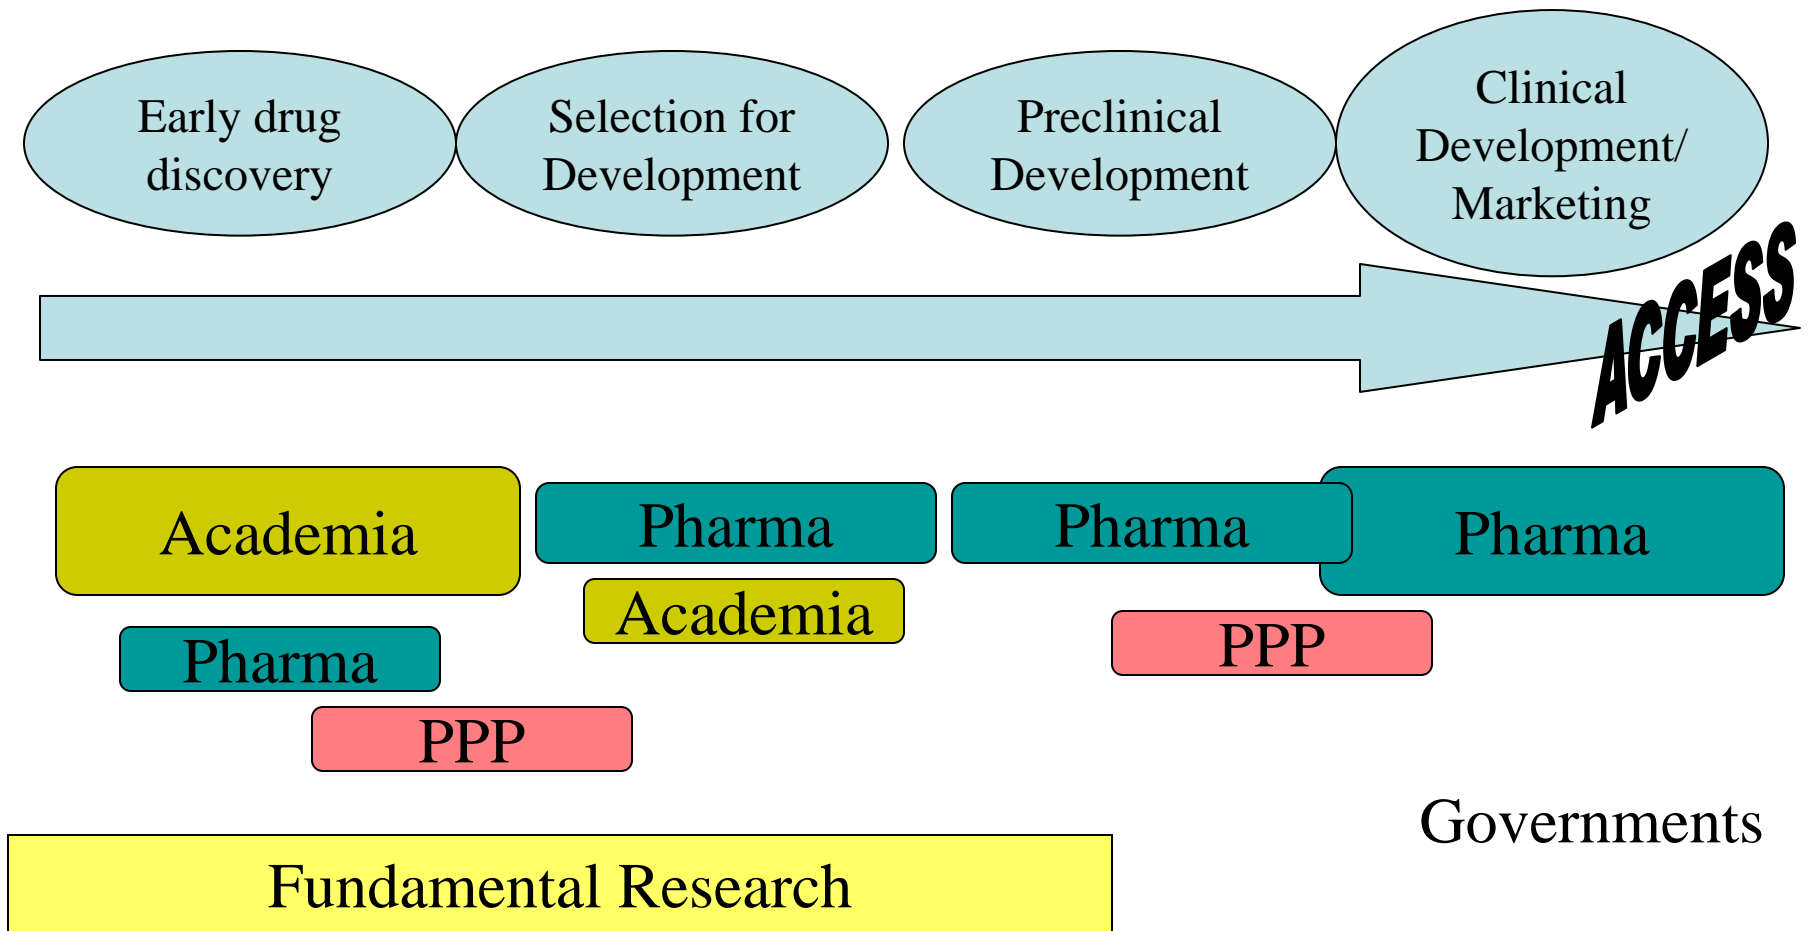 Early drug
discovery
Selection for
Development
Preclinical
Development
Clinical
Development/
Marketing
ACCESS
Academia
Pharma
Pharma
Pharma
Academia
PPP
Pharma
PPP
Governments
Fundamental Research